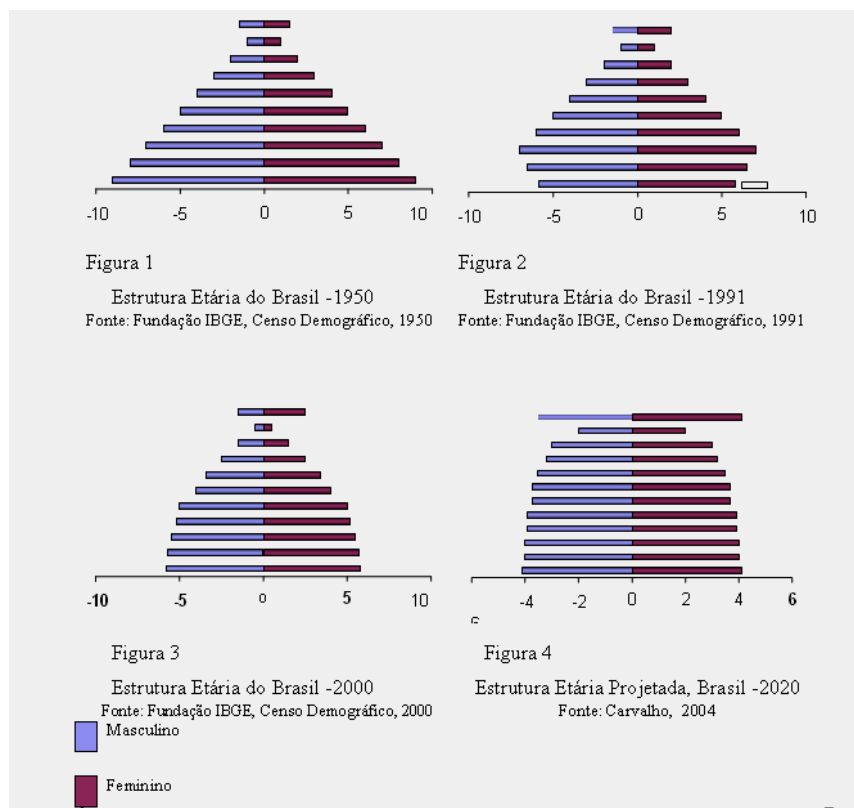 -10 -5 0 5 10
Figura 1
Estrutura Etária do Brasil -1950
Fonte: Fundação IBGE, Censo Demográfico, 1950
-10 -5 0 5 10
Figura 2
Estrutura Etária do Brasil -1991
Fonte: Fundação IBGE, Censo Demográfico, 1991
-10 -5 0 5 10
Figura 3
Estrutura Etária do Brasil -2000
Fonte: Fundação IBGE, Censo Demográfico, 2000
-4 -2 0 2 4 6
Figura 4
Estrutura Etária Projetada, Brasil -2020
Fonte: Carvalho, 2004
Masculino
Feminino